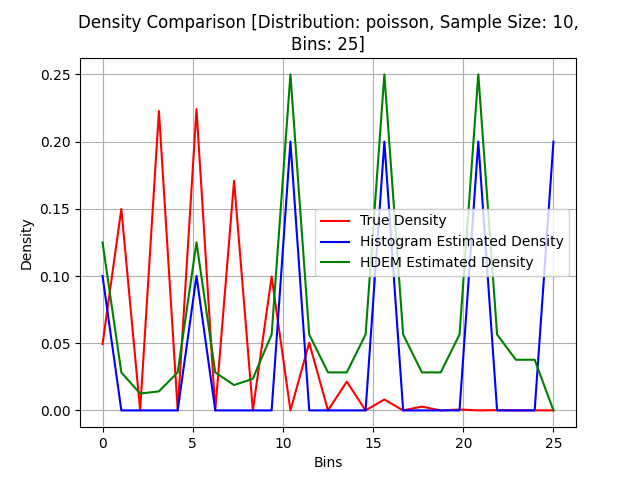 Density Comparison [Distribution: poisson, Sample Size: 10,
Bins: 25]
0.25
0.20
0.15
0.10
0.05
0.00
Density
True Density
Histogram Estimated Density
HDEM Estimated Density
0 5 10 15 20 25
Bins